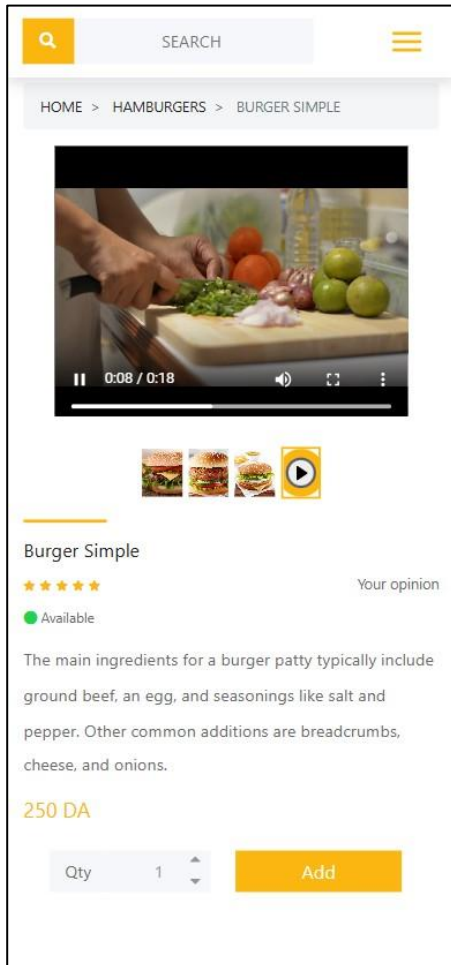 SEARCH
HOME > HAMBURGERS > BURGER SIMPLE
0:08 / 0:18
Burger Simple
Your opinion
Available
The main ingredients for a burger patty typically include
ground beef, an egg, and seasonings like salt and
pepper. Other common additions are breadcrumbs,
cheese, and onions.
250 DA
Qty 1 Add